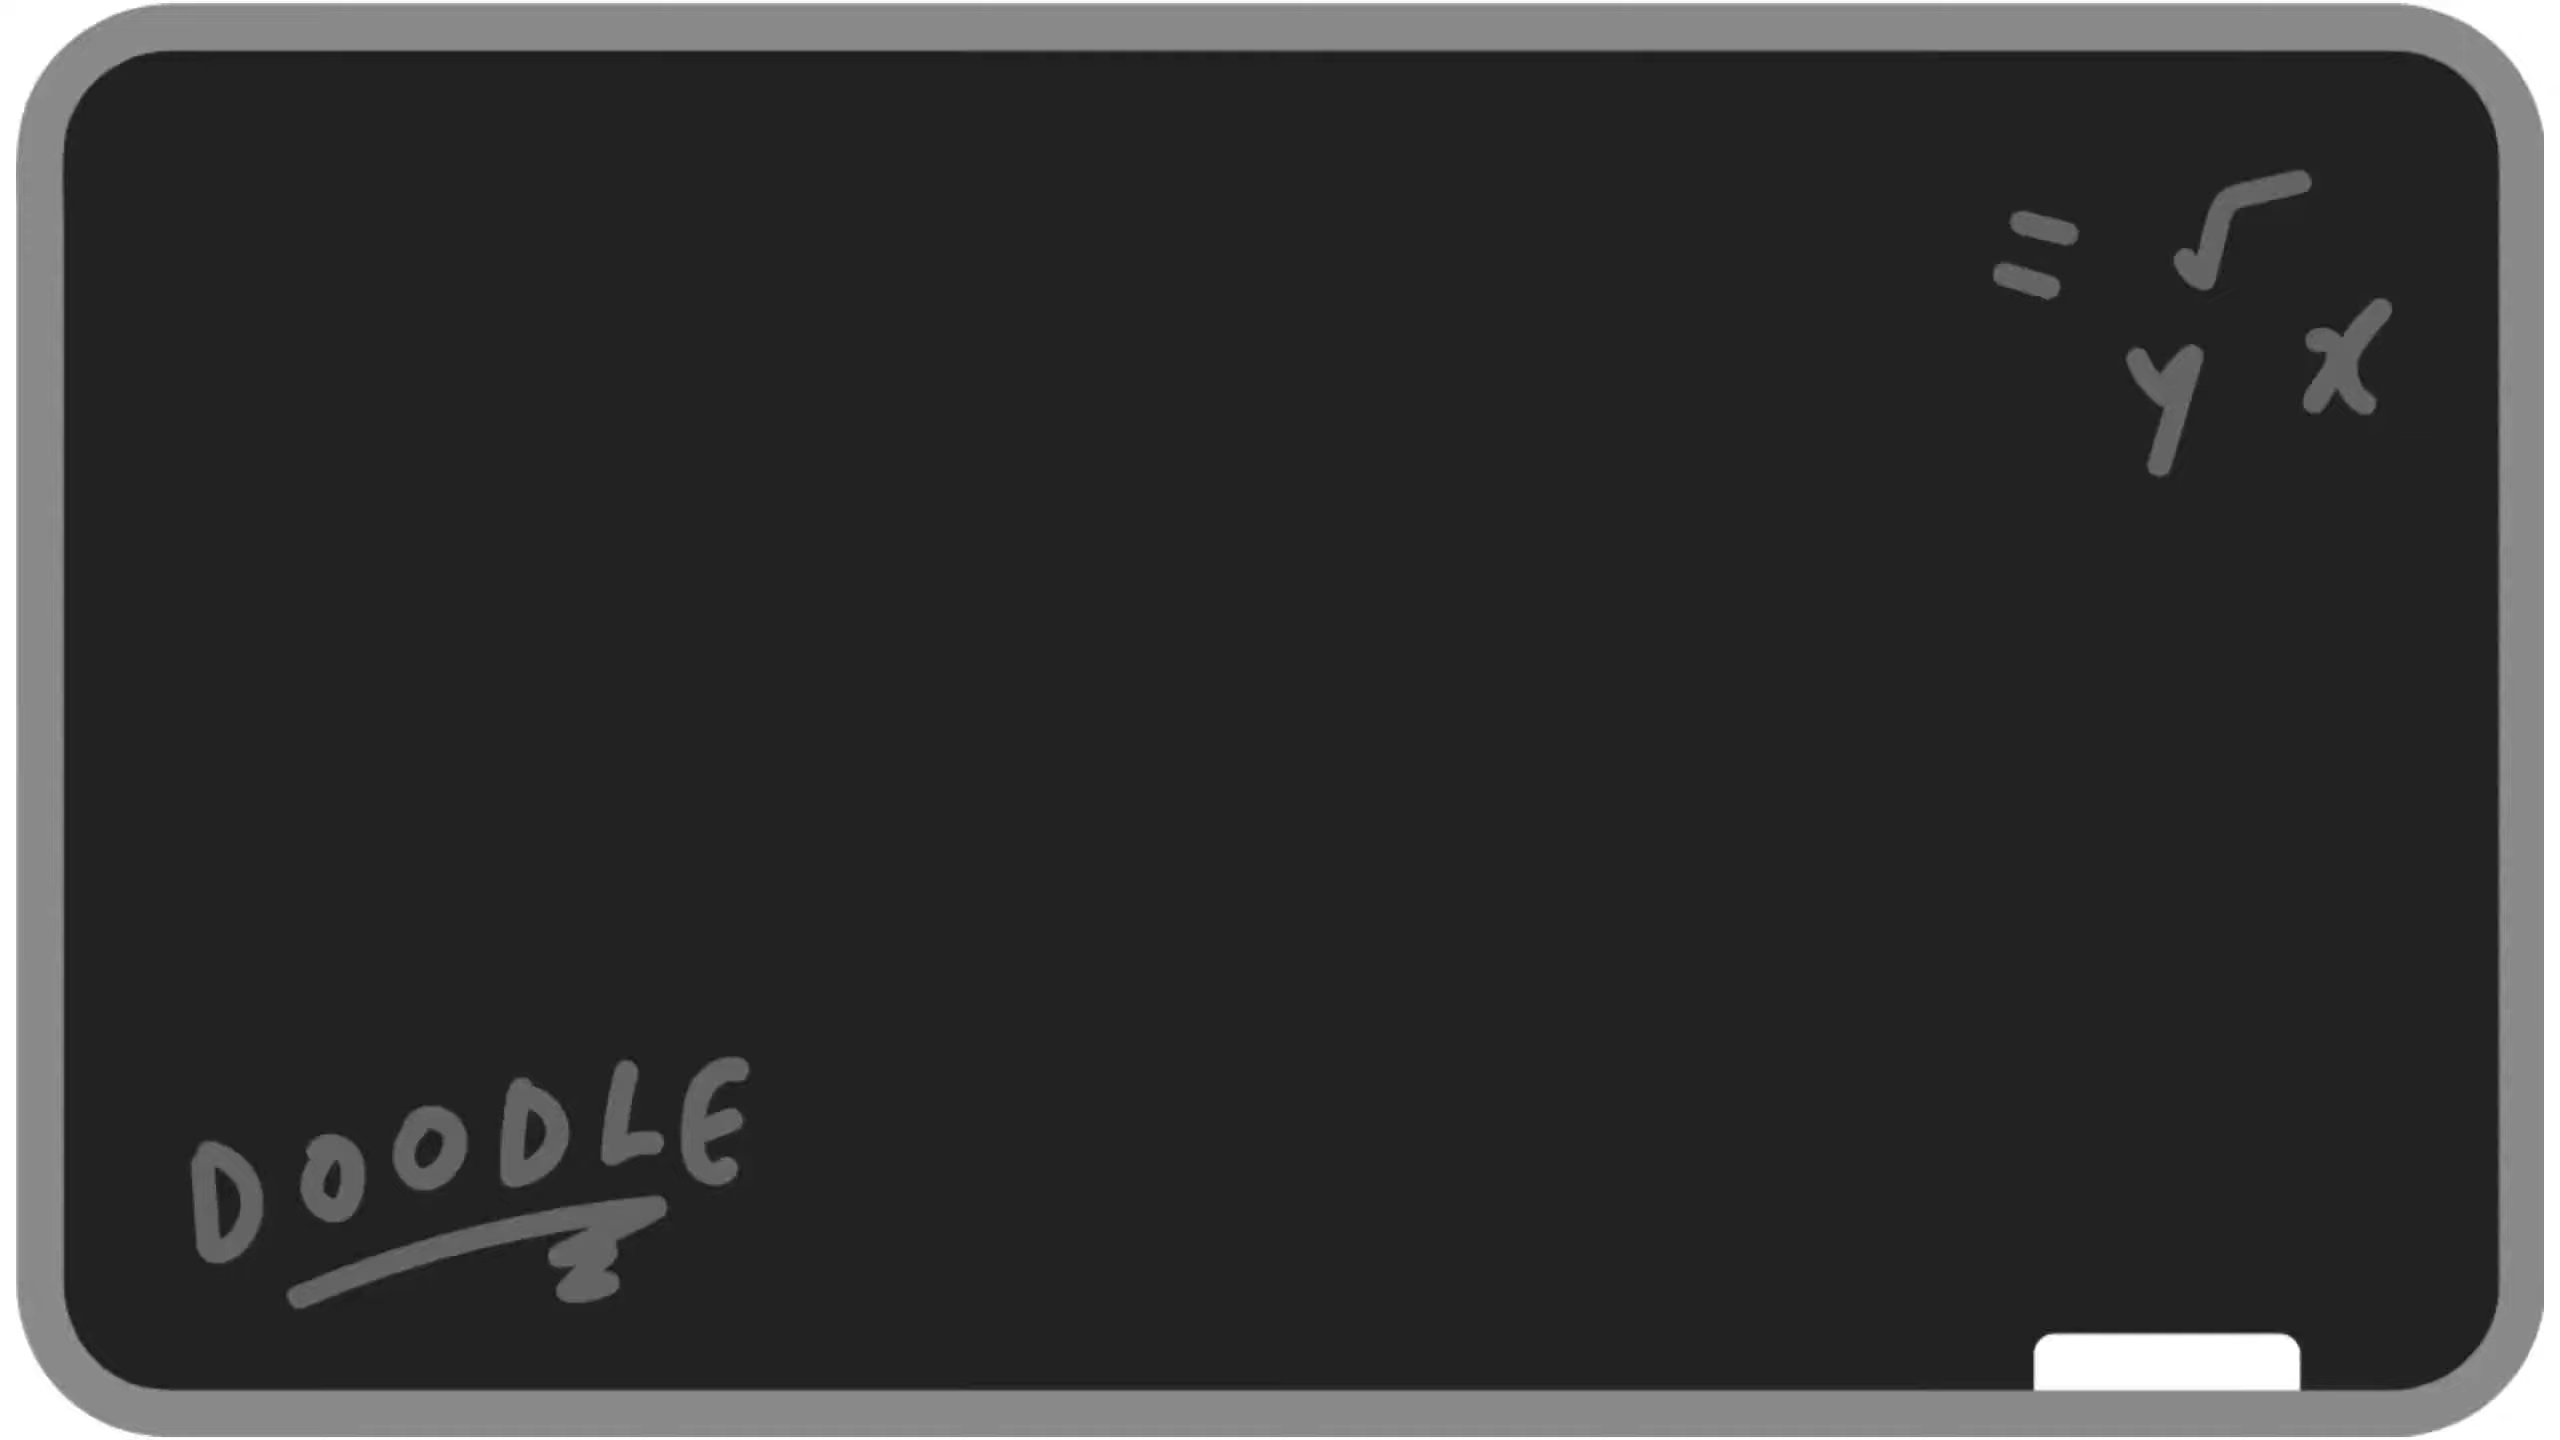 = √
y x
DOODLE